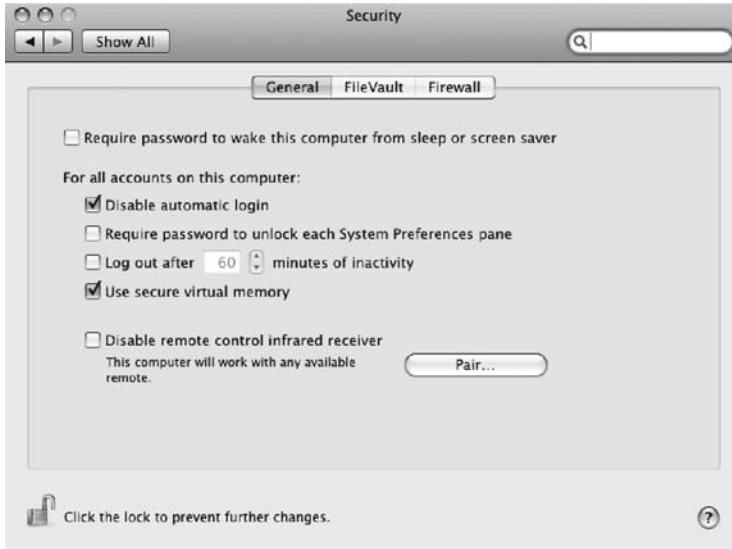 Security
Show All
General FileVault Firewall
Require password to wake this computer from sleep or screen saver
For all accounts on this computer:
Disable automatic login
Require password to unlock each System Preferences pane
Log out after 60 minutes of inactivity
Use secure virtual memory
Disable remote control infrared receiver
This computer will work with any available
remote.
Pair...
Click the lock to prevent further changes.
?